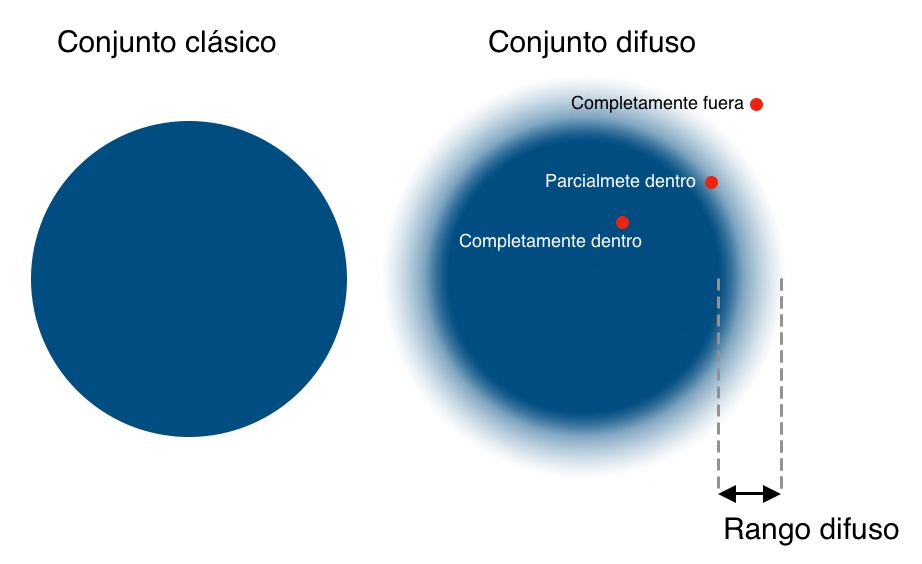 Conjunto clásico
Conjunto difuso
Completamente fuera
Parcialmete dentro
Completamente dentro
Rango difuso